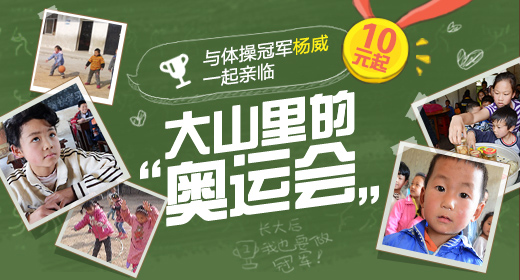 与体操冠军杨威
一起亲临
10
元起
大山里的
“奥运会”
长大后
我也要做
冠军!